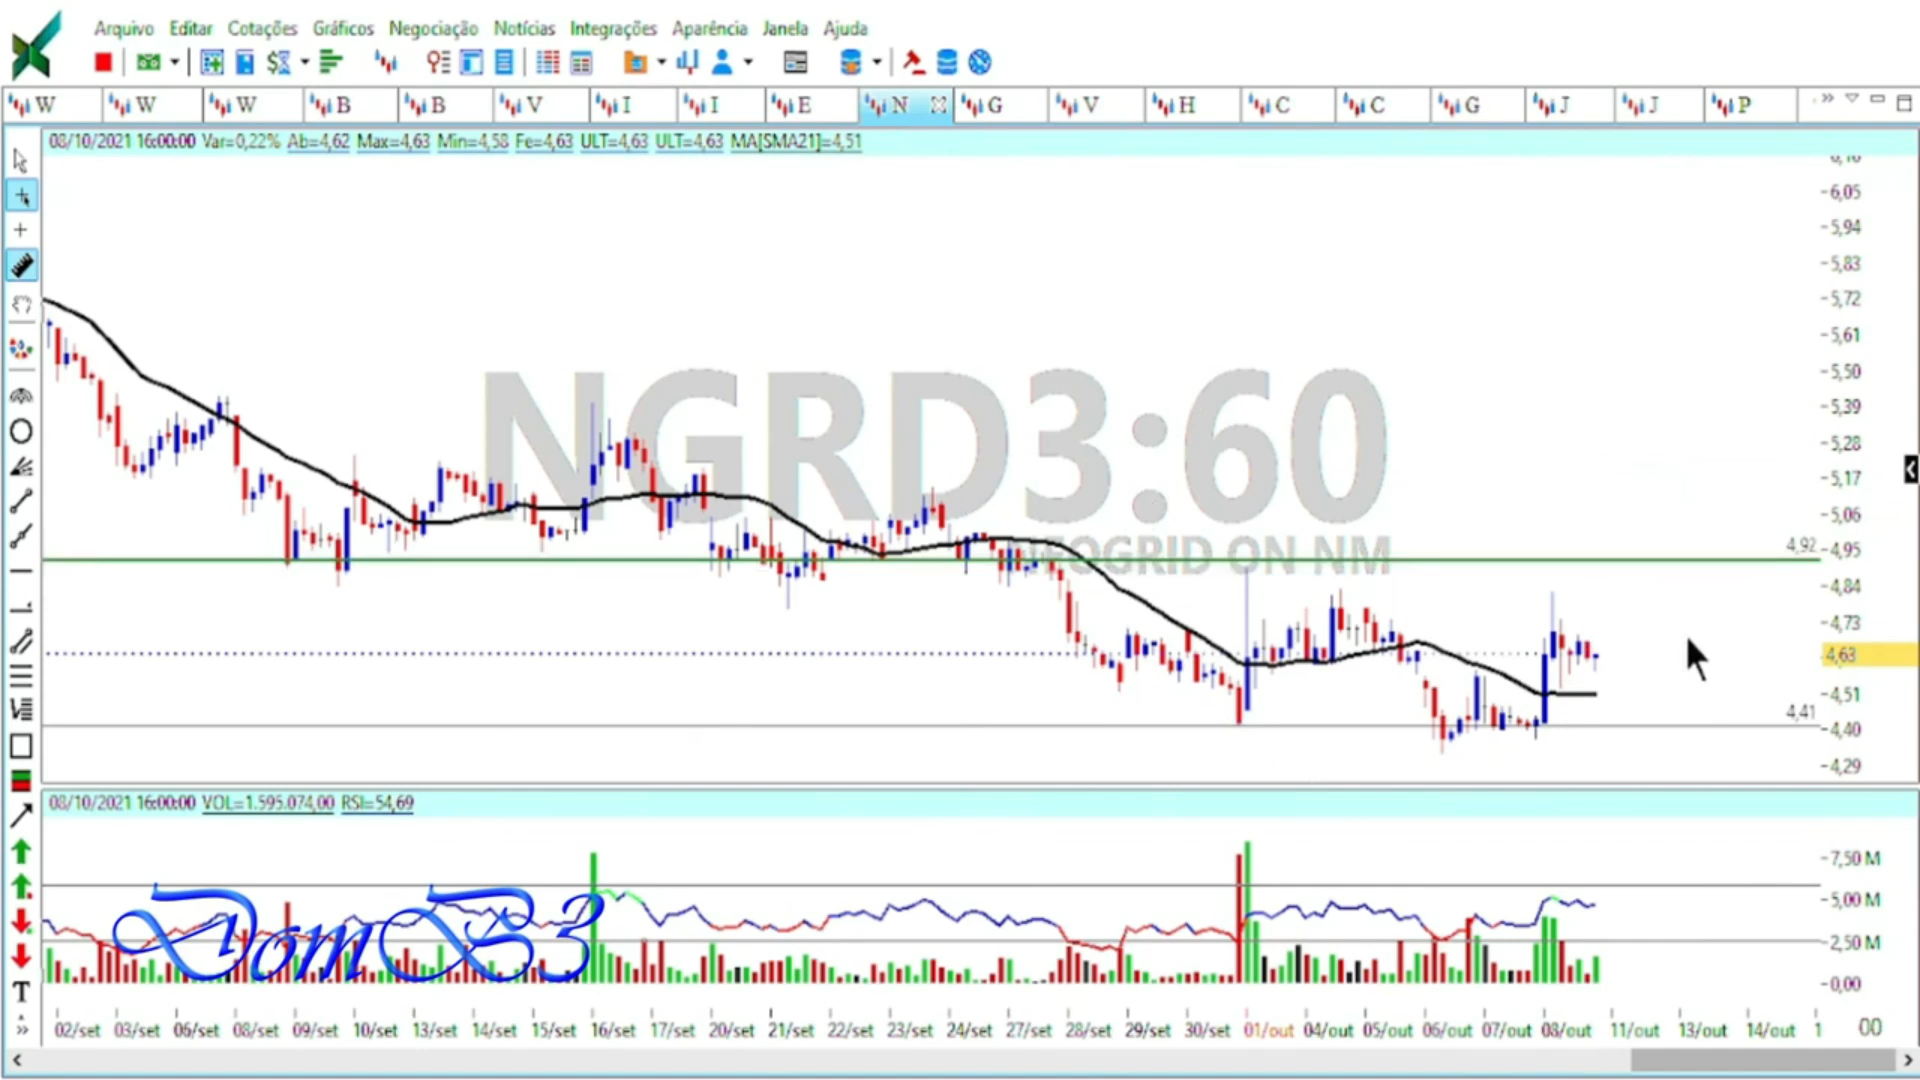 Arquivo Editar Cotações Gráficos Negociação Notícias Integrações Aparência Janela Ajuda
W W W B B V I I E N G V H C C G J J P
08/10/2021 16:00:00 Var=0,22% Ab=4,62 Max=4,63 Min=4,58 Fe=4,63 ULT=4,63 ULT=4,63 MA[SMA21]=4,51
6,05
5,94
5,83
5,72
5,61
5,50
5,39
5,28
5,17
5,06
4,95
4,84
4,73
4,63
4,51
4,40
4,29
NGRD3:60
NEOGRID ON NM
4,92
4,41
08/10/2021 16:00:00 VOL=1.595.074,00 RSI=54,69
7,50 M
5,00 M
2,50 M
0,00
DomB3
T
02/set 03/set 06/set 08/set 09/set 10/set 13/set 14/set 15/set 16/set 17/set 20/set 21/set 22/set 23/set 24/set 27/set 28/set 29/set 30/set 01/out 04/out 05/out 06/out 07/out 08/out 11/out 13/out 14/out 1 00